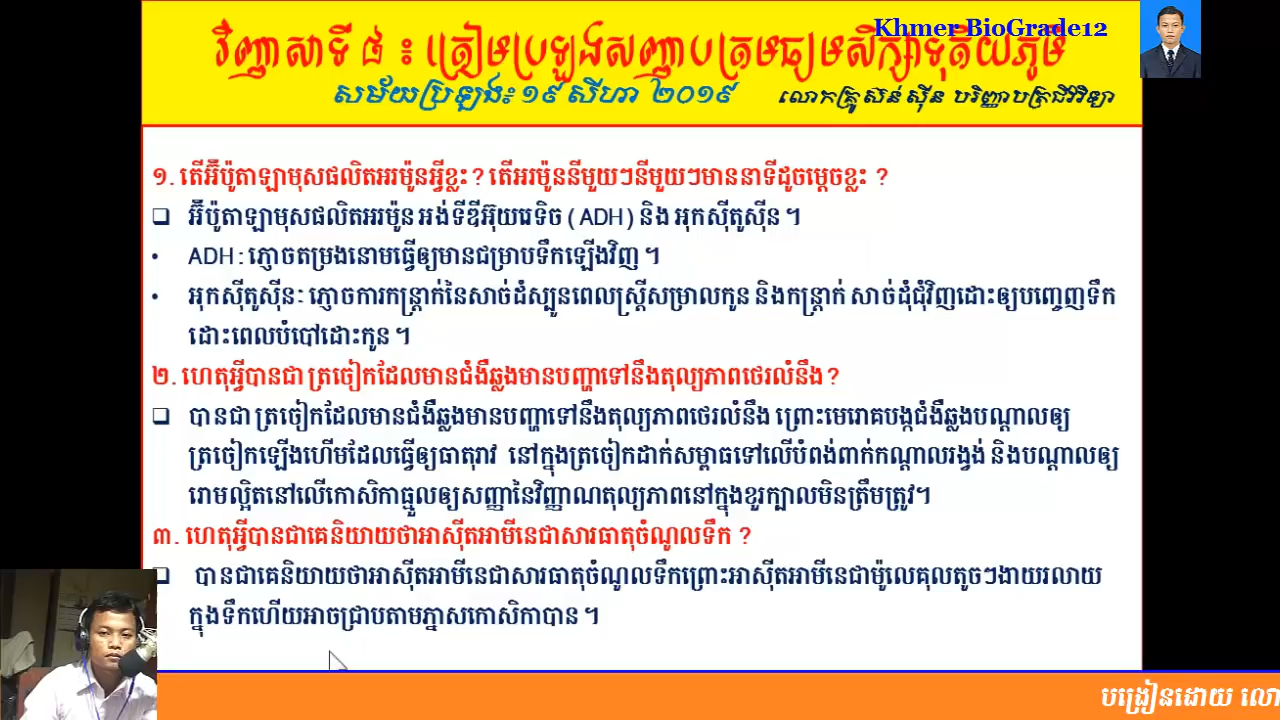 Khmer BioGrade12
វិញ្ញាសាទី ៨ ៖ ត្រៀមប្រឡងសញ្ញាបត្រមធ្យមសិក្សាទុតិយភូមិ
សម័យប្រឡង៖ ១៩ សីហា ២០១៩ លោកគ្រូ ស៊ន់ ស៊ីន បរិញ្ញាបត្រជីវវិទ្យា
១. តើអ៊ីប៉ូតាឡាមុសផលិតអរម៉ូនអ្វីខ្លះ? តើអរម៉ូននីមួយៗនីមួយៗមាននាទីដូចម្តេចខ្លះ ?
❑ អ៊ីប៉ូតាឡាមុសផលិតអរម៉ូន អង់ទីឌីអ៊ុយរេទិច ( ADH ) និង អុកស៊ីតូស៊ីន ។
• ADH : ភ្ញោចតម្រងនោមធ្វើឲ្យមានជម្រាបទឹកឡើងវិញ ។
• អុកស៊ីតូស៊ីនៈ ភ្ញោចការកន្ត្រាក់នៃសាច់ដំស្បូនពេលស្ត្រីសម្រាលកូន និងកន្ត្រាក់ សាច់ដុំជុំវិញដោះឲ្យបញ្ចេញទឹក
ដោះពេលបំបៅដោះកូន ។
២. ហេតុអ្វីបានជា ត្រចៀកដែលមានជំងឺឆ្លងមានបញ្ហាទៅនឹងតុល្យភាពថេរលំនឹង ?
❑ បានជា ត្រចៀកដែលមានជំងឺឆ្លងមានបញ្ហាទៅនឹងតុល្យភាពថេរលំនឹង ព្រោះមេរោគបង្កជំងឺឆ្លងបណ្តាលឲ្យ
ត្រចៀកឡើងហើមដែលធ្វើឲ្យធាតុរាវ នៅក្នុងត្រចៀកដាក់សម្ពាធទៅលើបំពង់ពាក់កណ្តាលរង្វង់ និងបណ្តាលឲ្យ
រោមល្អិតនៅលើកោសិកាធ្មួលឲ្យសញ្ញានៃវិញ្ញាណតុល្យភាពនៅក្នុងខួរក្បាលមិនត្រឹមត្រូវ។
៣. ហេតុអ្វីបានជាគេនិយាយថាអាស៊ីតអាមីនេជាសារធាតុចំណូលទឹក ?
❑ បានជាគេនិយាយថាអាស៊ីតអាមីនេជាសារធាតុចំណូលទឹកព្រោះអាស៊ីតអាមីនេជាម៉ូលេគុលតូចៗងាយរលាយ
ក្នុងទឹកហើយអាចជ្រាបតាមភ្នាសកោសិកាបាន ។
បង្រៀនដោយ លោ